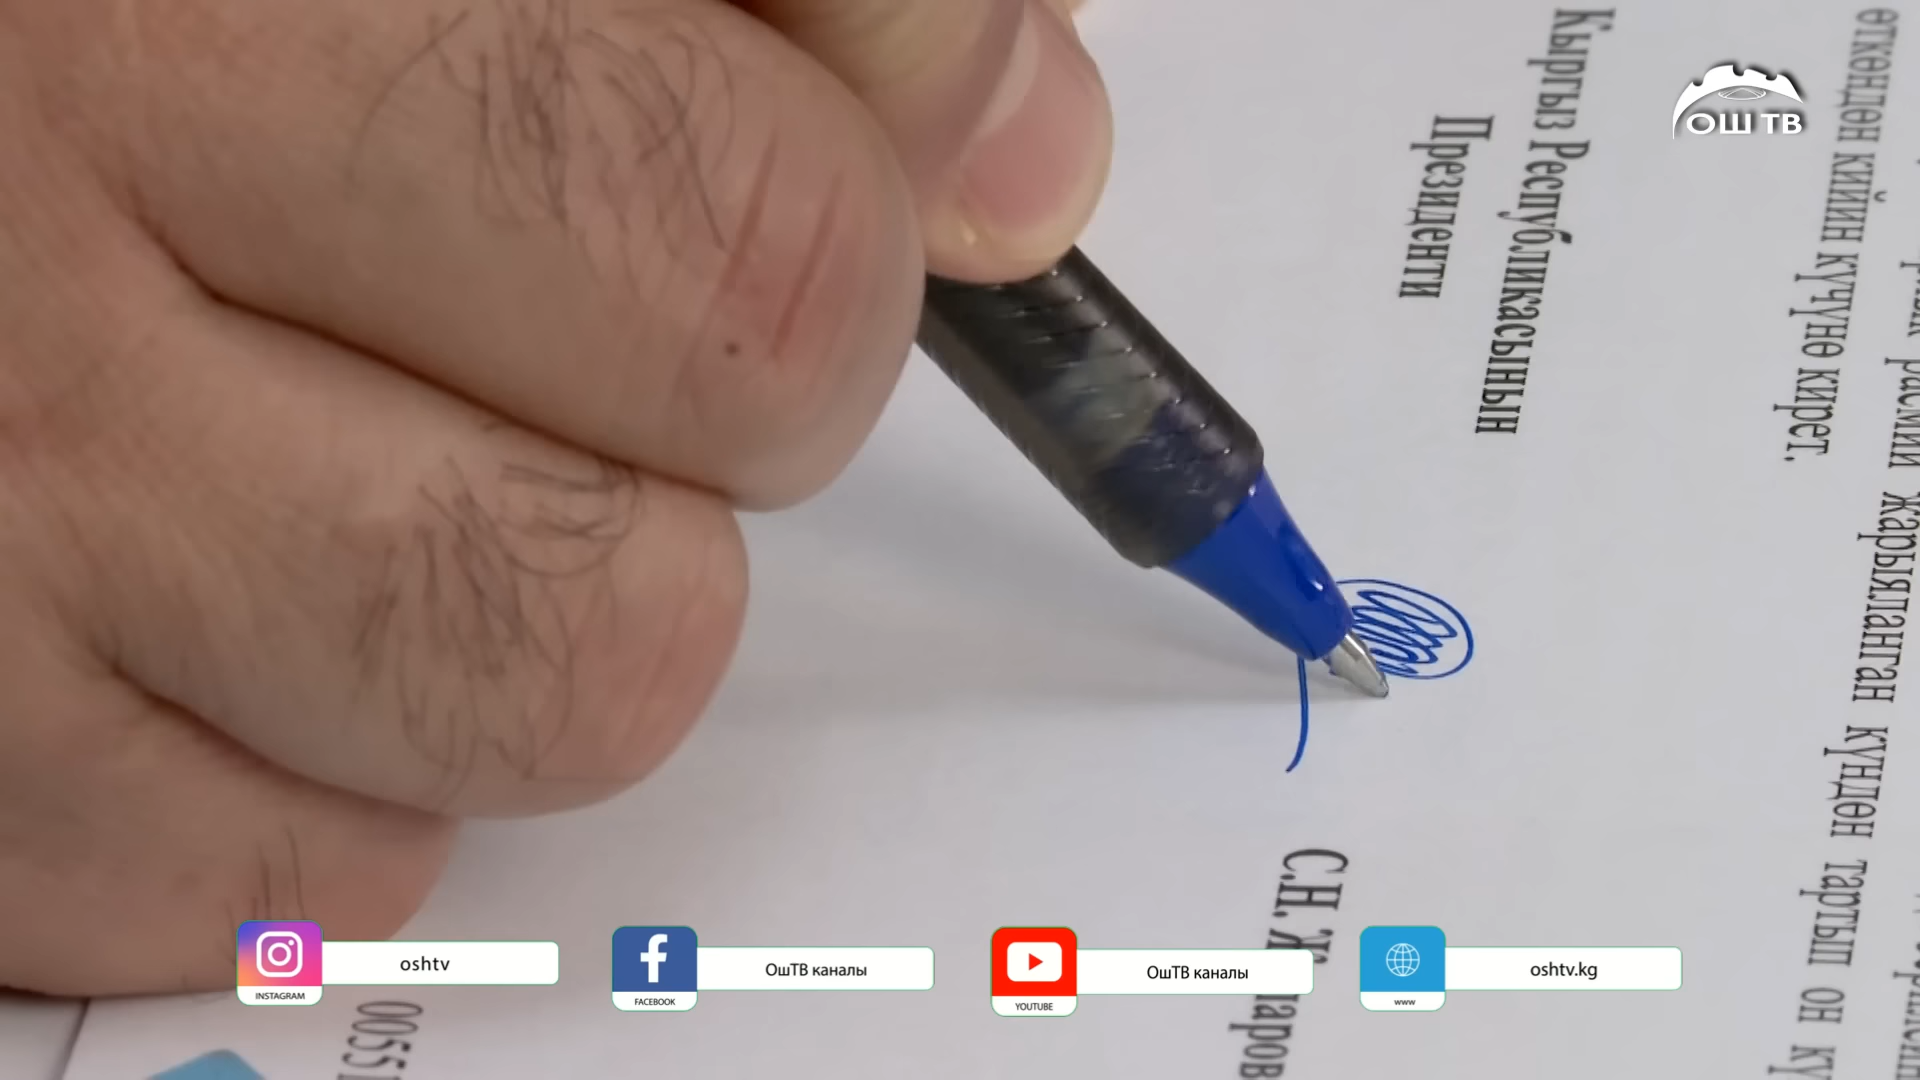 ОШ ТВ
өткөндөн кийин күчүнө кирет.
расмий жарыяланган күндөн тартып он
Кыргыз Республикасынын
Президенти
С.Н.
0055
oshtv
INSTAGRAM
ОшТВ каналы
FACEBOOK
ОшТВ каналы
YOUTUBE
oshtv.kg
www